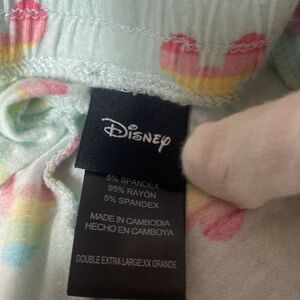 DISNEY
5% SPANDEX
95% RAYON
5% SPANDEX
MADE IN CAMBODIA
HECHO EN CAMBOYA
DOUBLE EXTRA LARGE:XX GRANDE